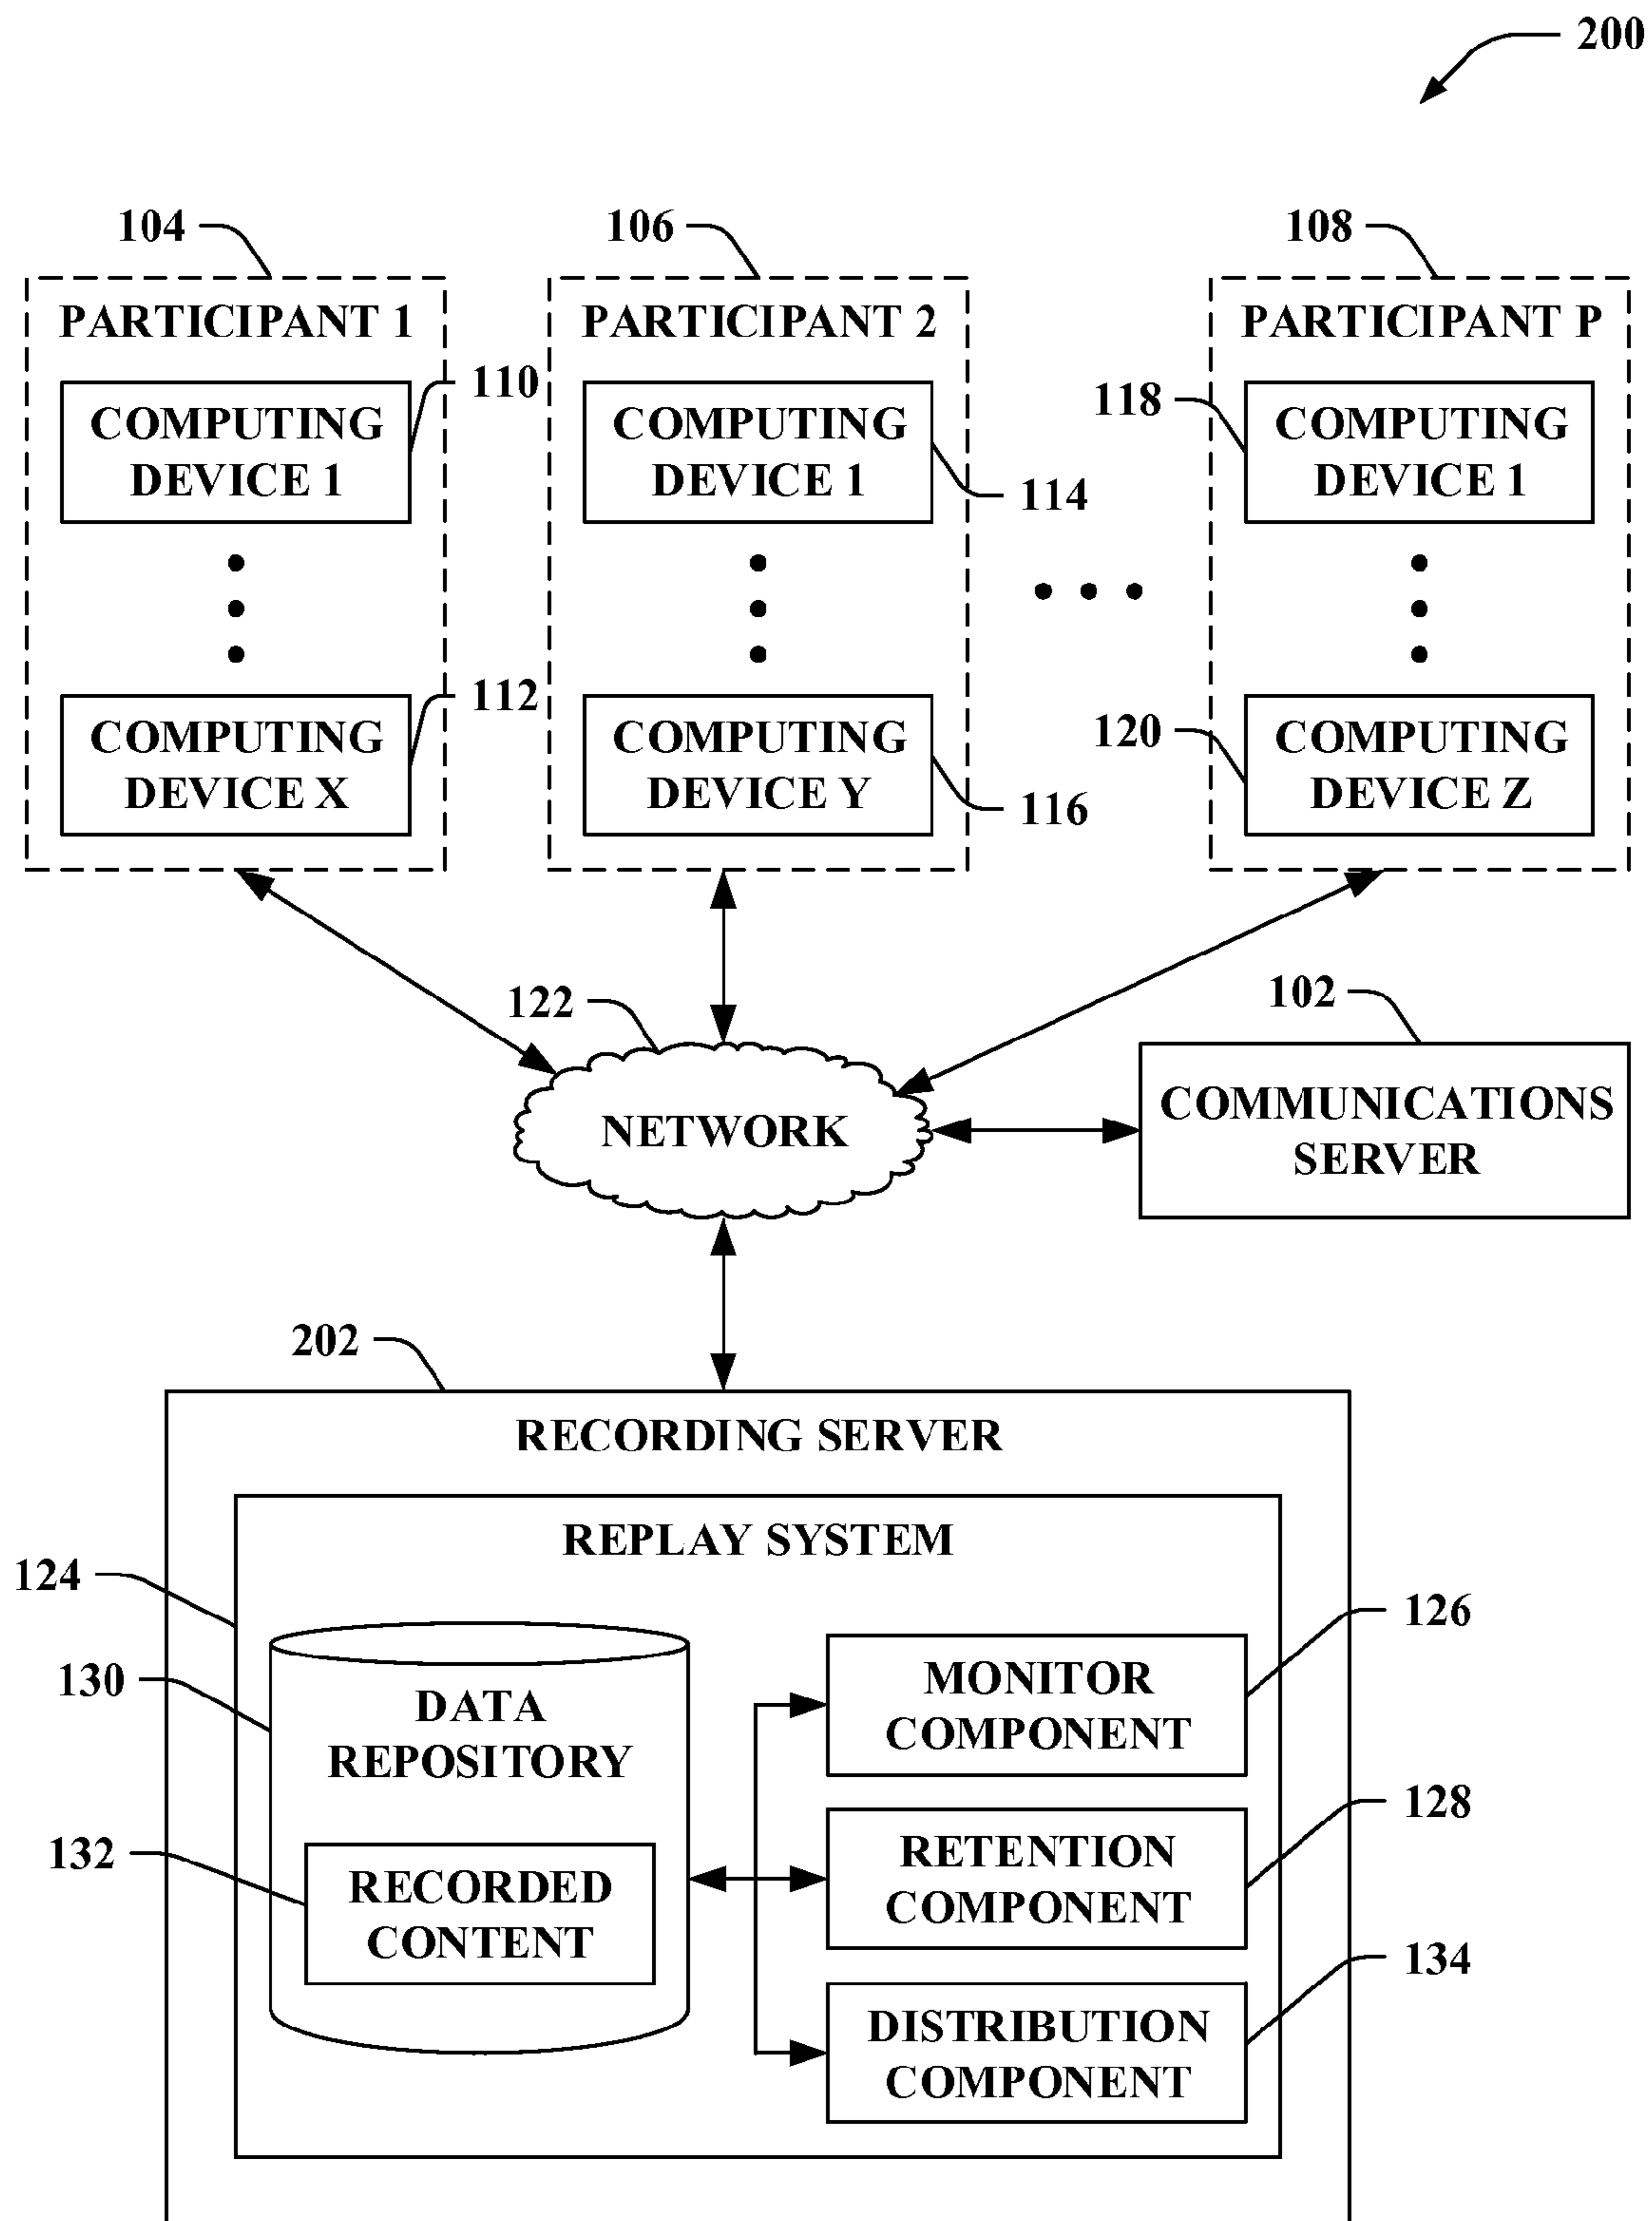 200
104
106
108
PARTICIPANT 1
PARTICIPANT 2
PARTICIPANT P
110
118
COMPUTING
DEVICE 1
COMPUTING
DEVICE 1
COMPUTING
DEVICE 1
114
112
120
COMPUTING
DEVICE X
COMPUTING
DEVICE Y
COMPUTING
DEVICE Z
116
122
102
NETWORK
COMMUNICATIONS
SERVER
202
RECORDING SERVER
REPLAY SYSTEM
124
126
130
DATA
REPOSITORY
MONITOR
COMPONENT
128
132
RECORDED
CONTENT
RETENTION
COMPONENT
134
DISTRIBUTION
COMPONENT